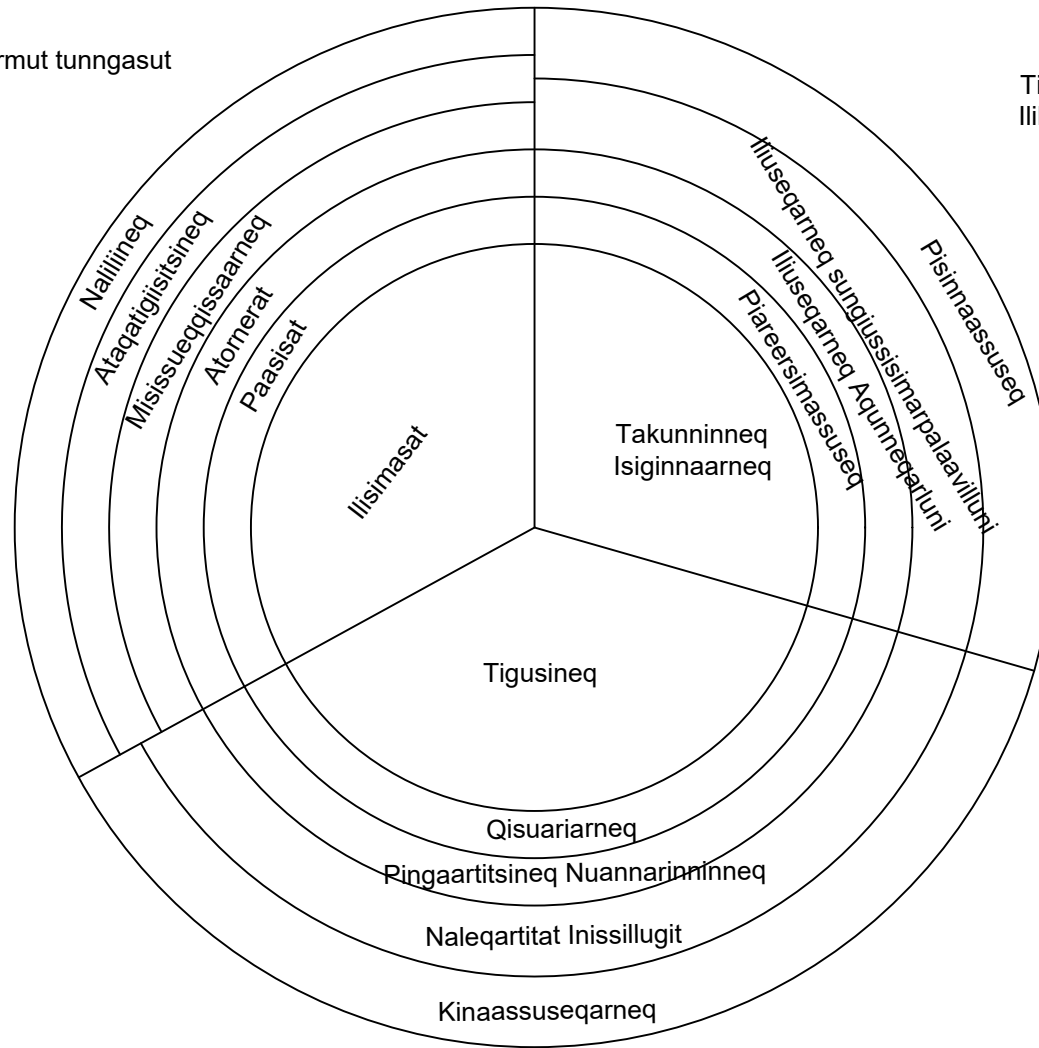 rmut tunngasut
Ti
Ili
Naliliineq
Ataqatigiisitsineq
Misissueqqissaarneq
Atornerat
Paasisat
Ilisimasat
Takunninneq
Isiginnaarneq
Piareersimassuseq
Iliuseqarneq Aqunneqarluni
Iliuseqarneq sungiussisimarpalaavilluni
Pisinnaassuseq
Tigusineq
Qisuariarneq
Pingaartitsineq Nuannarinninneq
Naleqartitat Inissillugit
Kinaassuseqarneq